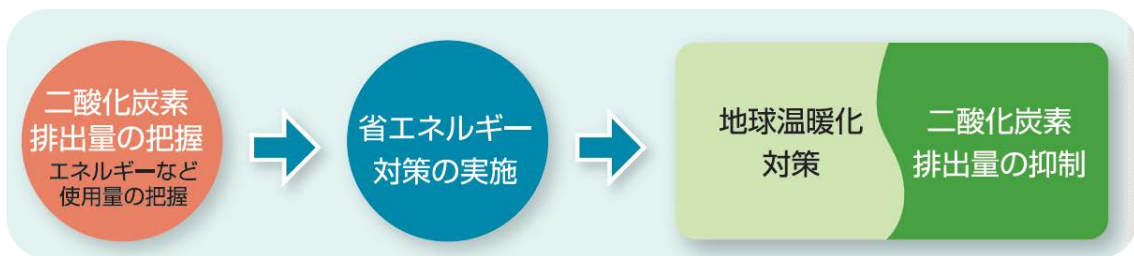 二酸化炭素
排出量の把握
エネルギーなど
使用量の把握
省エネルギー
対策の実施
地球温暖化
対策
二酸化炭素
排出量の抑制